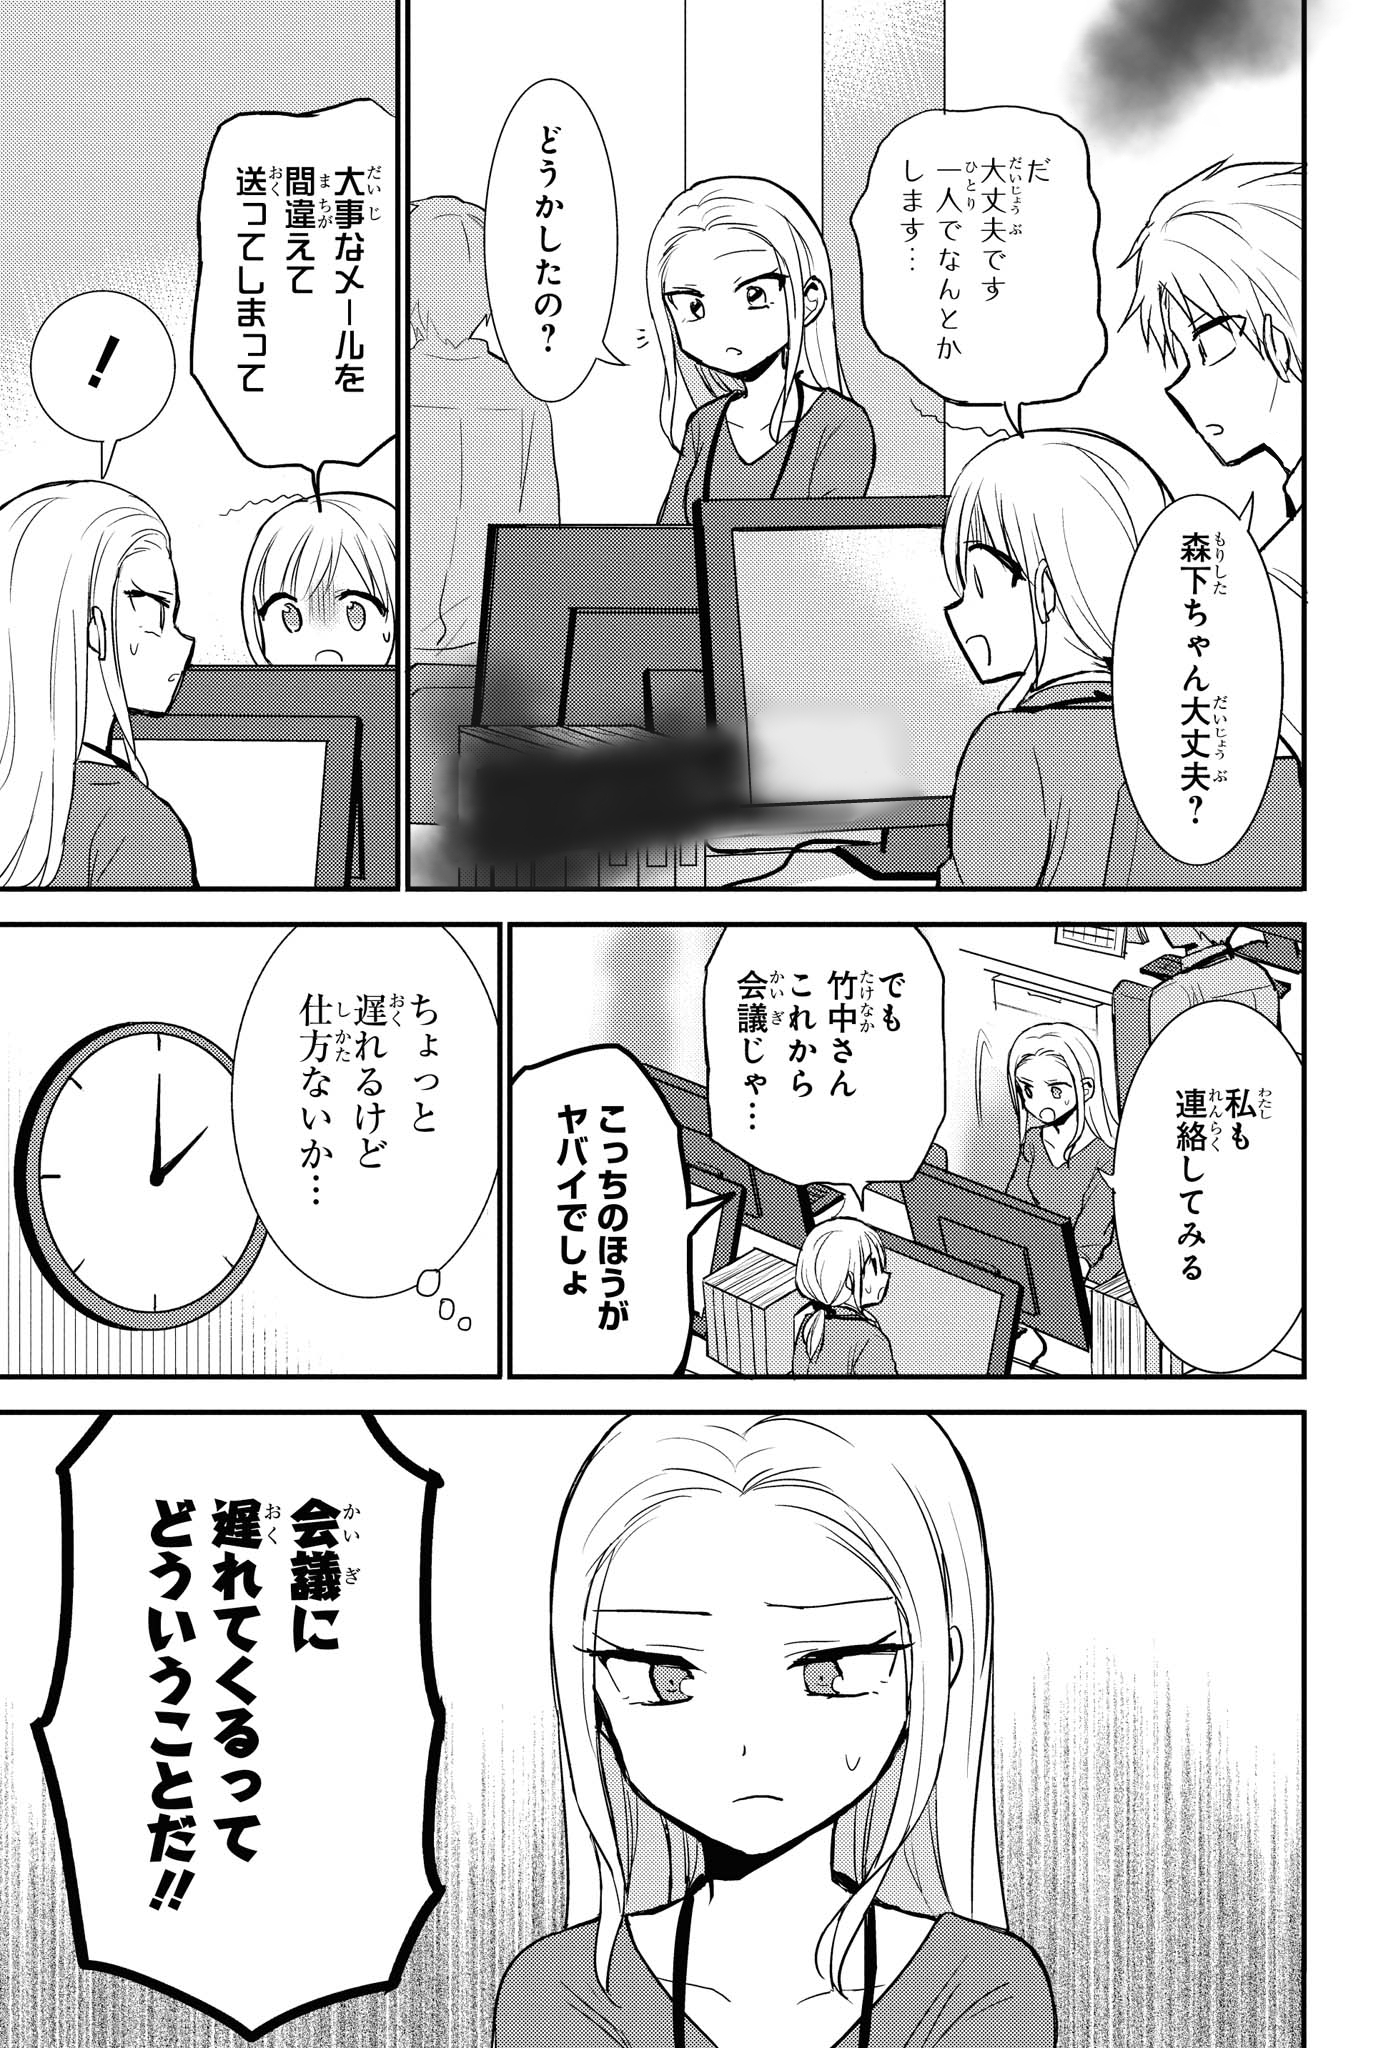 森下ちゃん大丈夫?
だ
大丈夫です
一人でなんとか
します…
どうかしたの?
大事なメールを
間違えて
送ってしまって
!
私も
連絡してみる
でも
竹中さん
これから
会議じゃ…
こっちのほうが
ヤバイでしょ
ちょっと
遅れるけど
仕方ないか…
会議に
遅れてくるって
どういうことだ!!